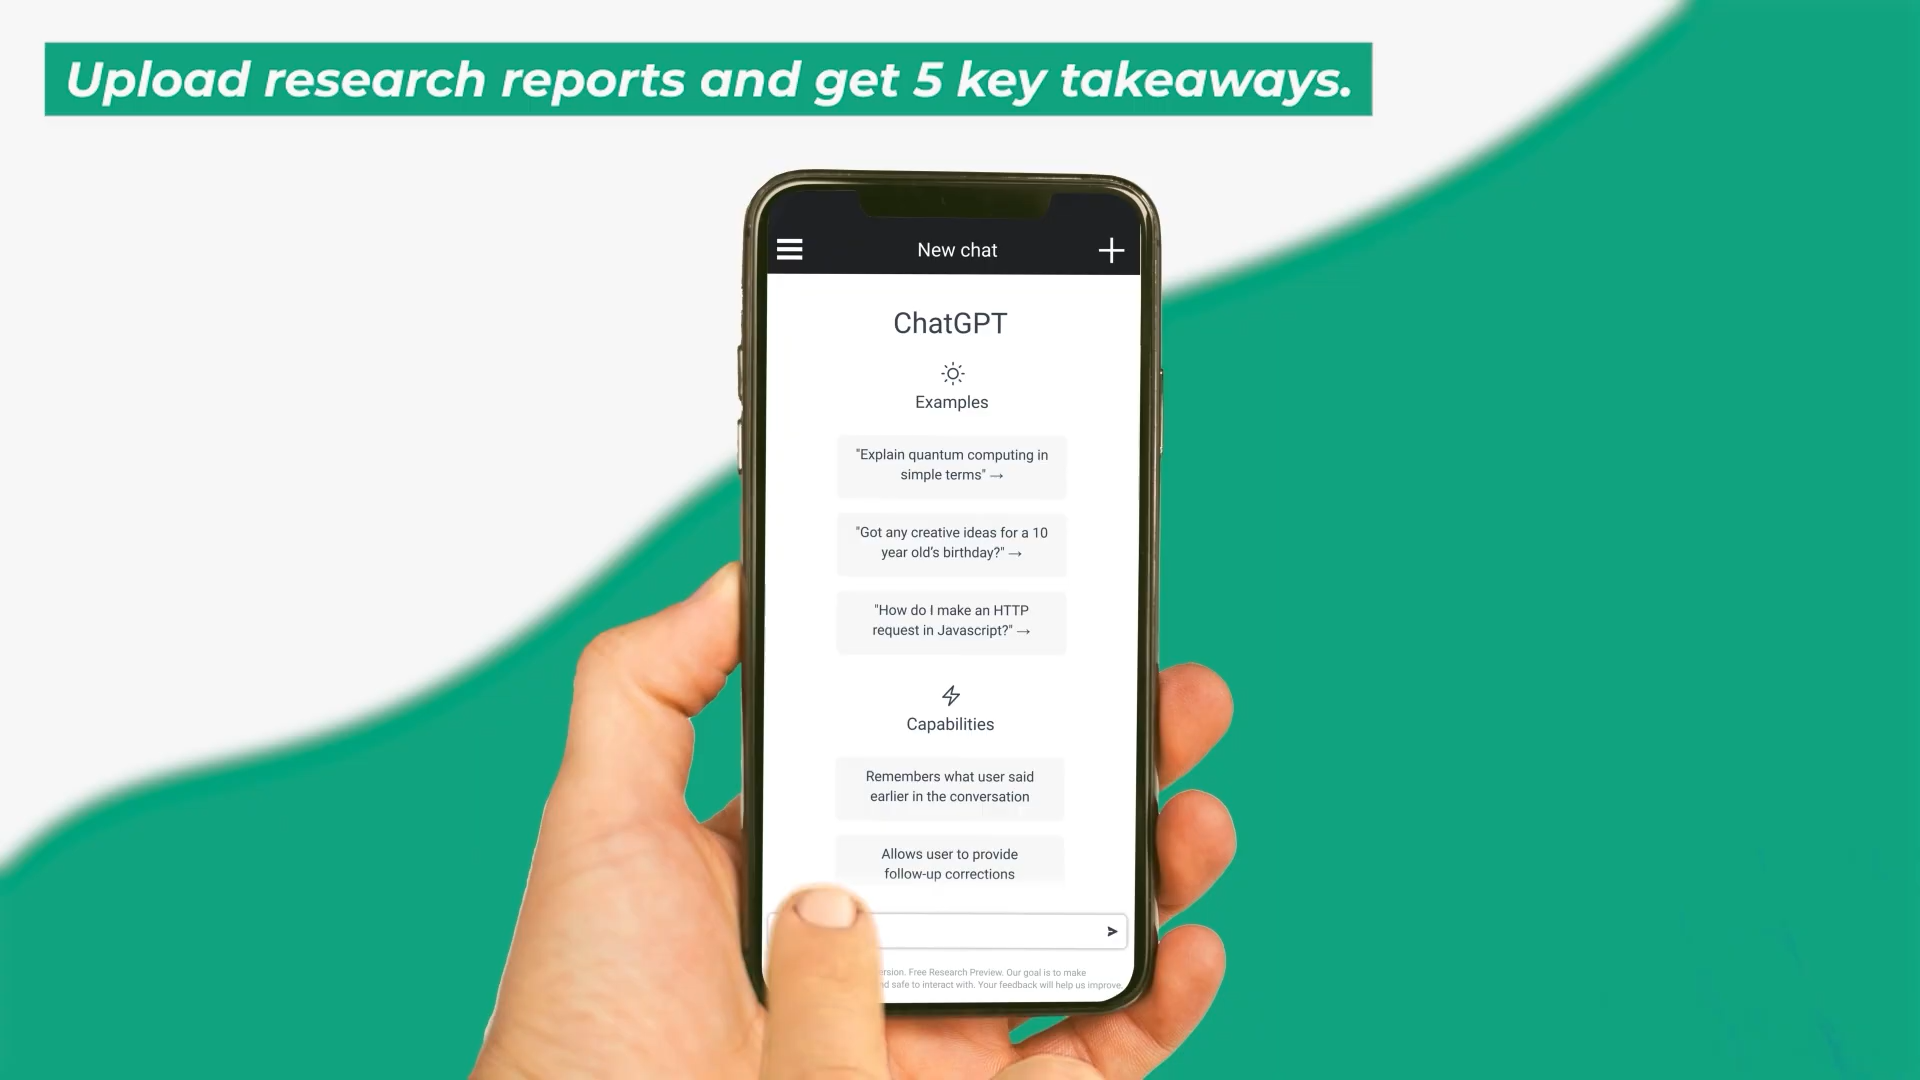 Upload research reports and get 5 key takeaways.
New chat
ChatGPT
Examples
"Explain quantum computing in
simple terms" →
"Got any creative ideas for a 10
year old's birthday?" →
"How do I make an HTTP
request in Javascript?" →
Capabilities
Remembers what user said
earlier in the conversation
Allows user to provide
follow-up corrections
Free Research Preview. Our goal is to make
safe to interact with. Your feedback will help us improve.